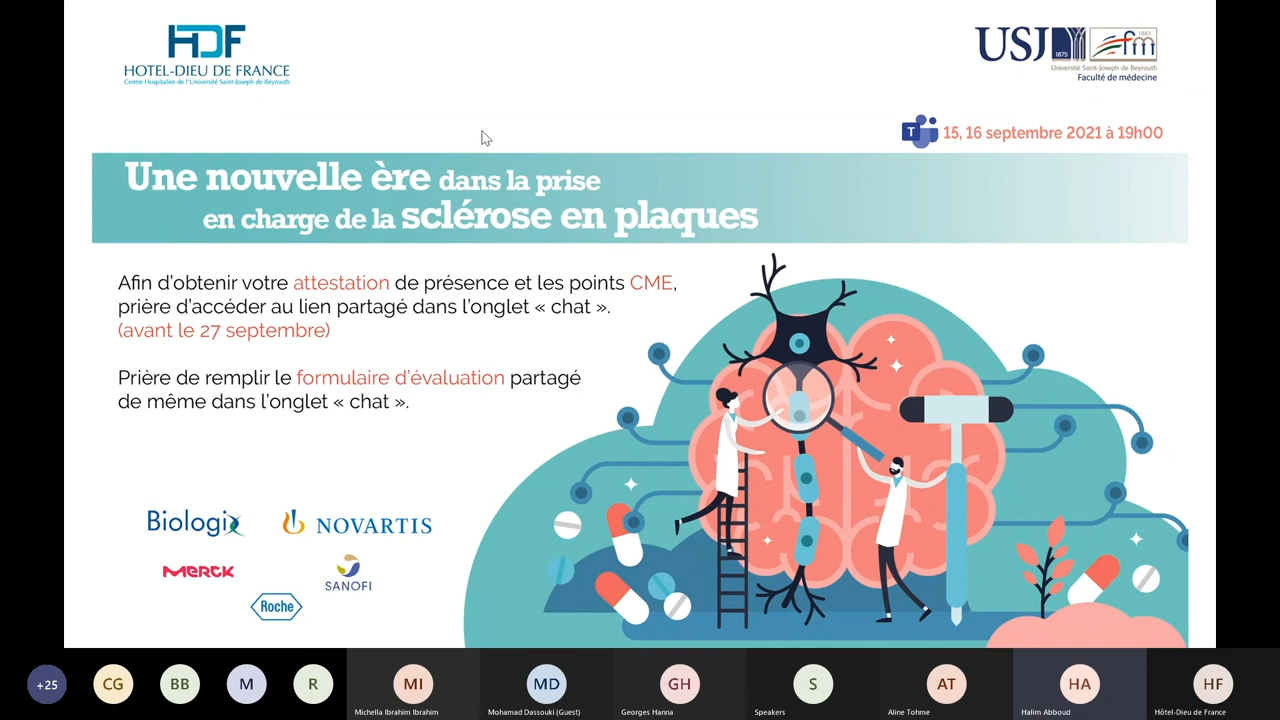 HDF
HOTEL-DIEU DE FRANCE
Centre Hospitalier de l'Université Saint-Joseph de Beyrouth
USJ
1875
1883
fm
Université Saint-Joseph de Beyrouth
Faculté de médecine
T
15, 16 septembre 2021 à 19h00
Une nouvelle ère dans la prise
en charge de la sclérose en plaques
Afin d'obtenir votre attestation de présence et les points CME,
prière d'accéder au lien partagé dans l'onglet « chat ».
(avant le 27 septembre)
Prière de remplir le formulaire d'évaluation partagé
de même dans l'onglet « chat ».
Biologix
NOVARTIS
MERCK
SANOFI
Roche
+25
CG
BB
M
R
MI
MD
GH
S
AT
HA
HF
Michella Ibrahim Ibrahim
Mohamad Dassouki (Guest)
Georges Hanna
Speakers
Aline Tohme
Halim Abboud
Hôtel-Dieu de France